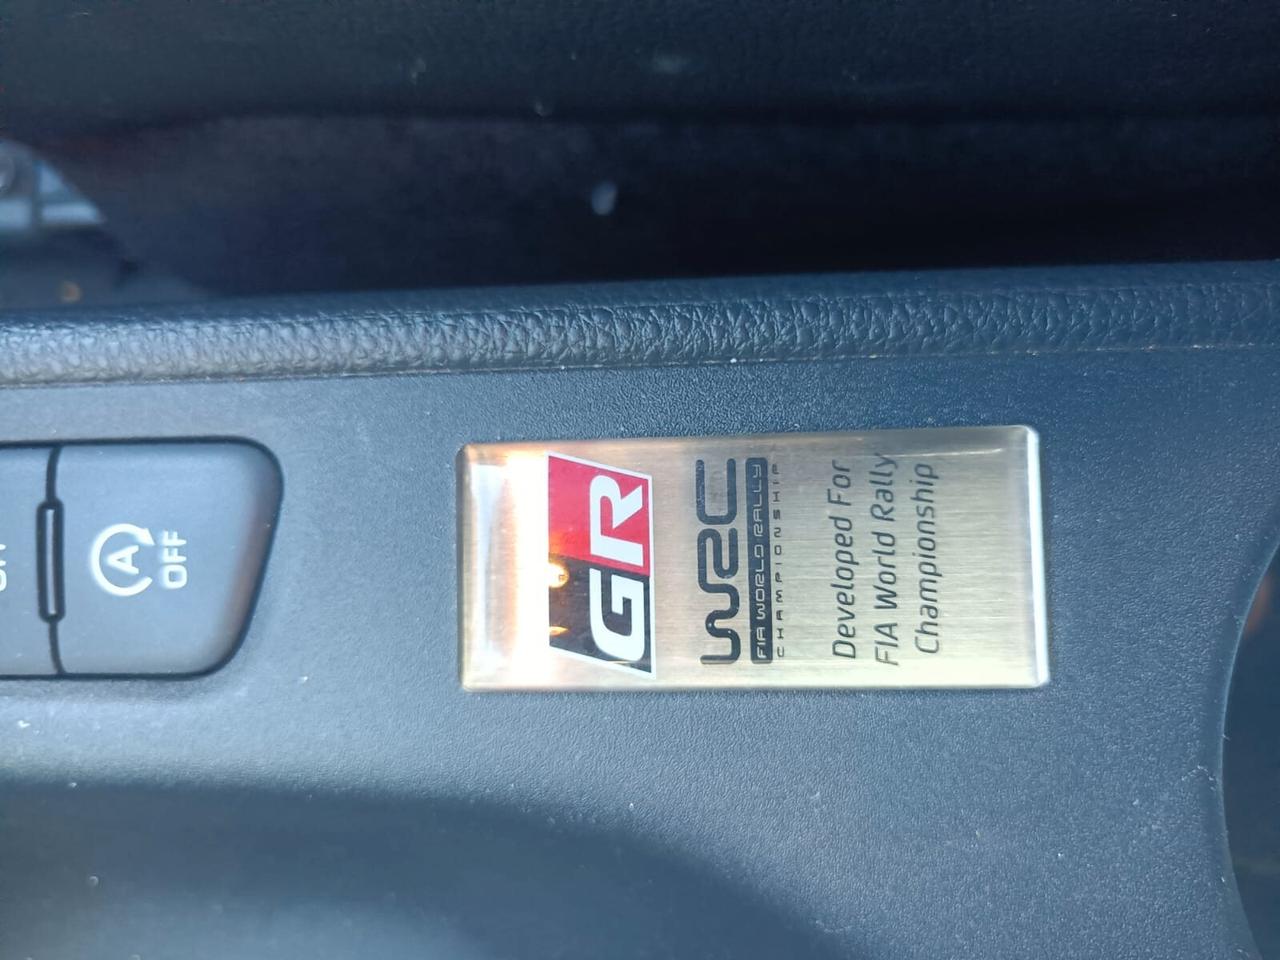 GR
WRC
FIA WORLD RALLY
CHAMPIONSHIP
Developed For
FIA World Rally
Championship
A
OFF